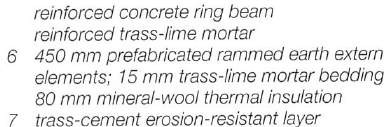 reinforced concrete ring beam
reinforced trass-lime mortar
6 450 mm prefabricated rammed earth extern
elements; 15 mm trass-lime mortar bedding
80 mm mineral-wool thermal insulation
7 trass-cement erosion-resistant layer